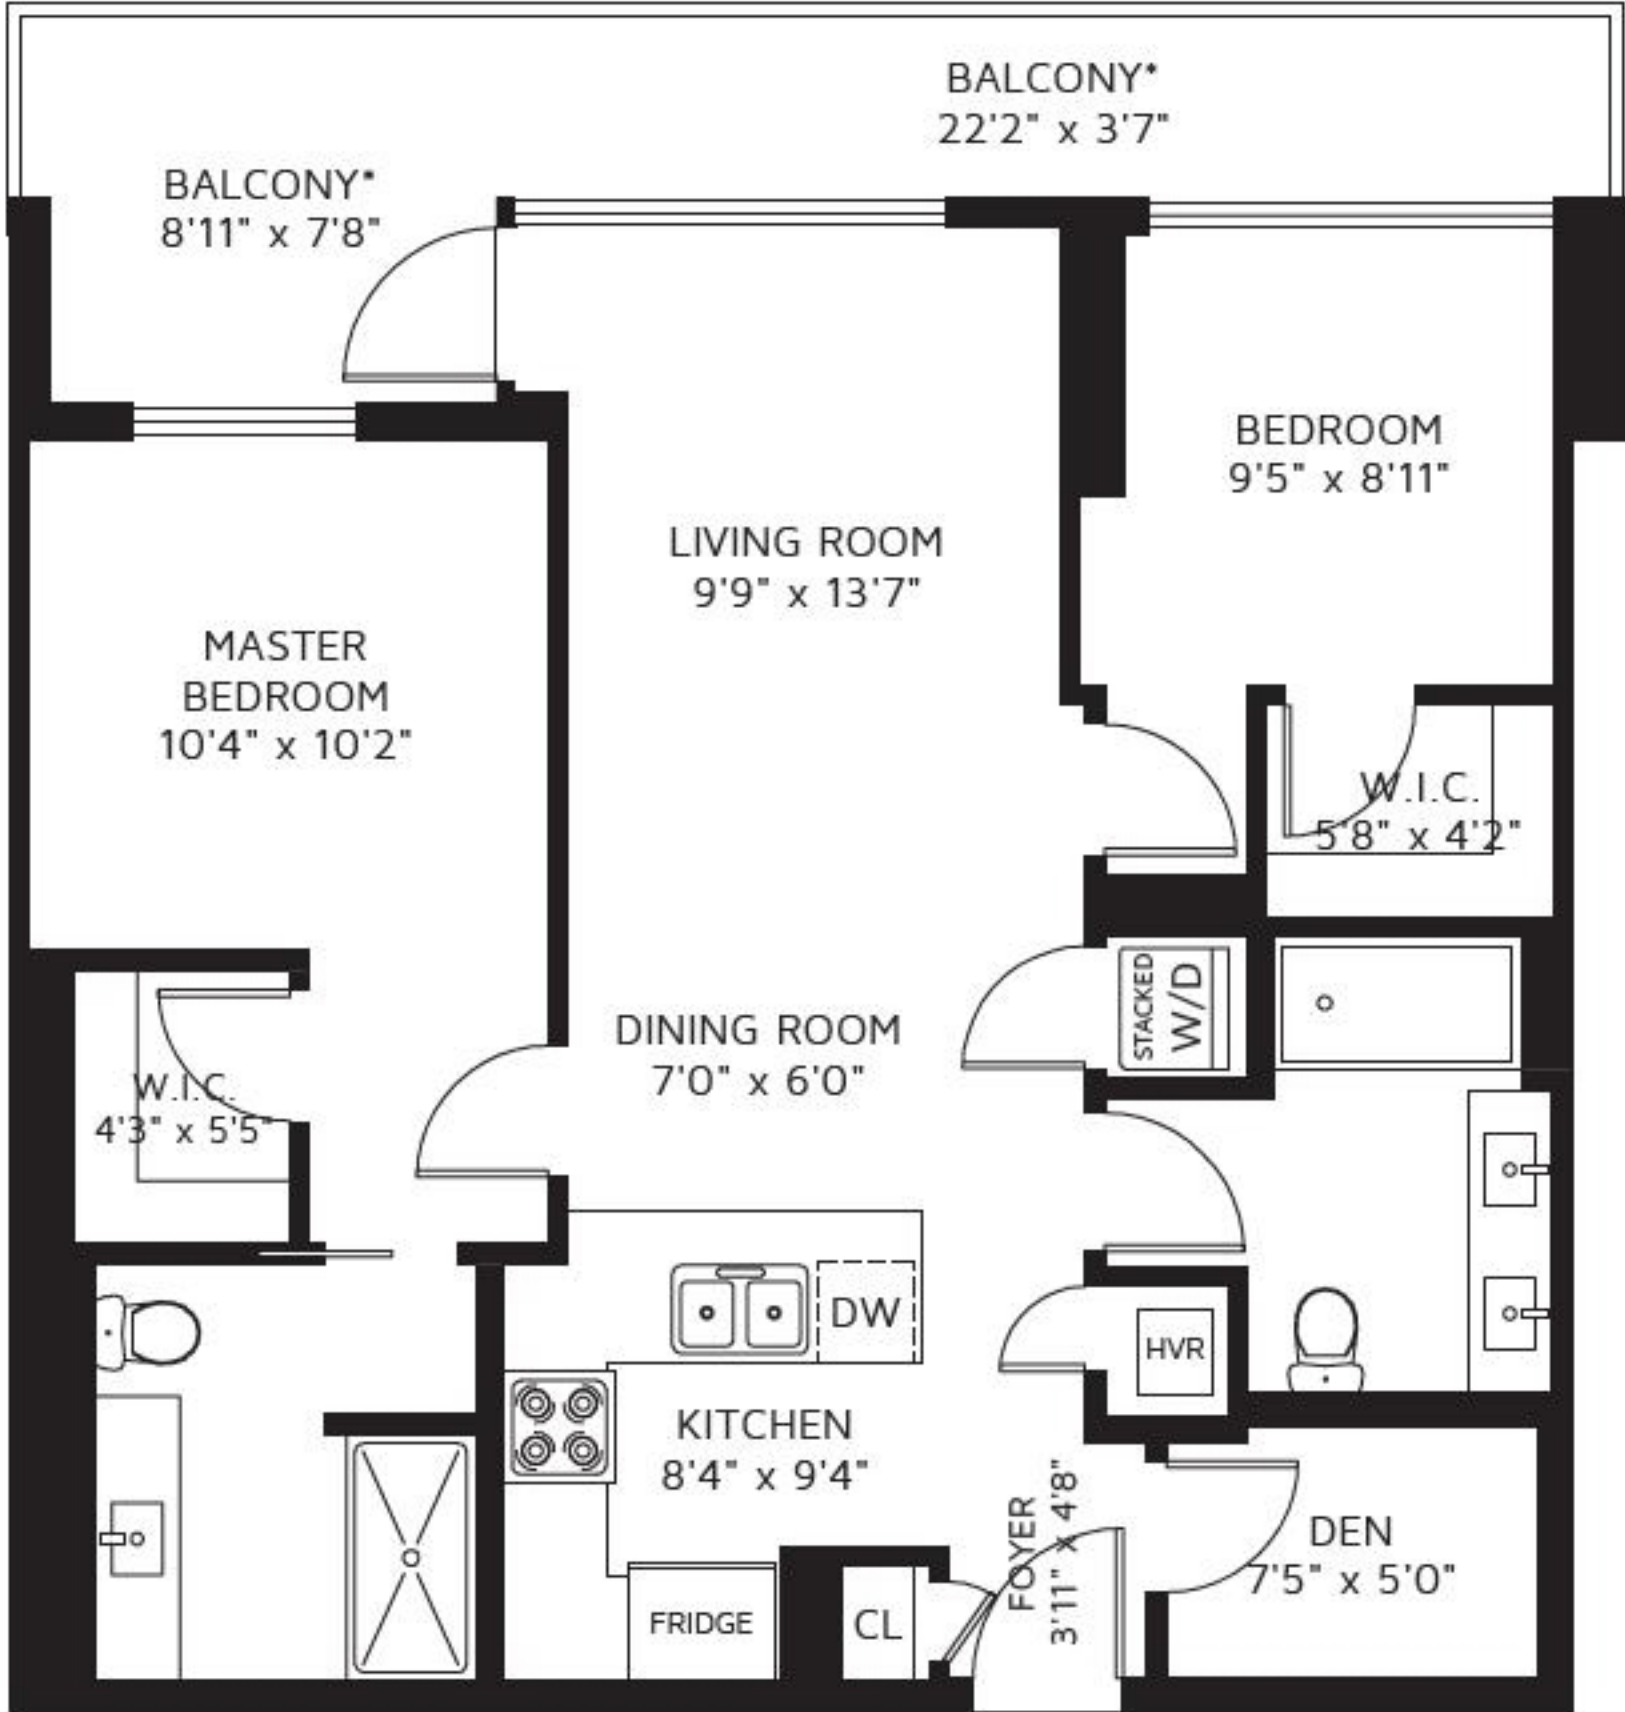 BALCONY*
22'2" x 3'7"
BALCONY*
8'11" x 7'8"
BEDROOM
9'5" x 8'11"
LIVING ROOM
9'9" x 13'7"
MASTER
BEDROOM
10'4" x 10'2"
W.I.C.
5'8" x 4'2"
STACKED
W/D
DINING ROOM
7'0" x 6'0"
W.I.C.
4'3" x 5'5"
DW
HVR
KITCHEN
8'4" x 9'4"
FOYER
3'11" x 4'8"
DEN
7'5" x 5'0"
FRIDGE
CL